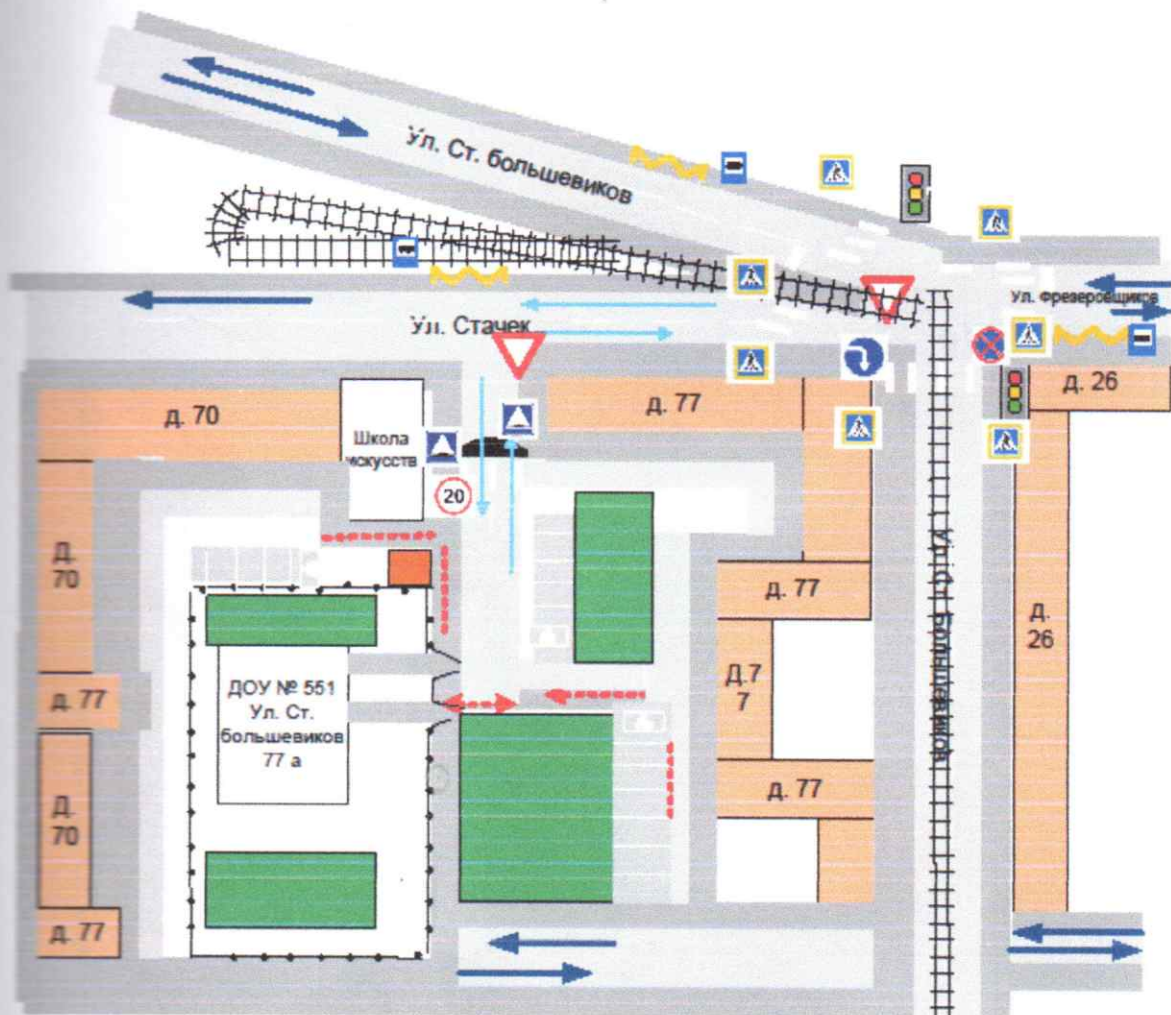 Ул. Ст. большевиков
Ул. Фрезеровщиков
Ул. Стачек
д. 70
Школа
искусств
д. 77
д. 26
20
Д.
70
д. 77
Д.7
7
Д.
26
д. 77
ДОУ № 551
Ул. Ст.
большевиков
77 а
д. 77
Д.
70
д. 77
большевиков